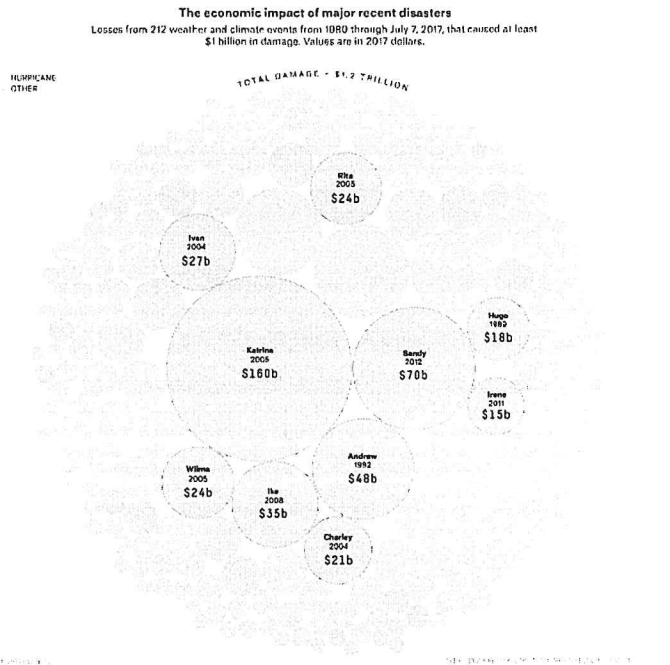 The economic impact of major recent disasters
Losses from 212 weather and climate events from 1980 through July 7, 2017, that caused at least
$1 billion in damage. Values are in 2017 dollars.
HURRICANE
OTHER
TOTAL DAMAGE - $1.2 TRILLION
Rita
2005
$24b
Ivan
2004
$27b
Hugo
1989
$18b
Katrina
2005
$160b
Sandy
2012
$70b
Irene
2011
$15b
Andrew
1992
$48b
Wilma
2005
$24b
Ike
2008
$35b
Charley
2004
$21b